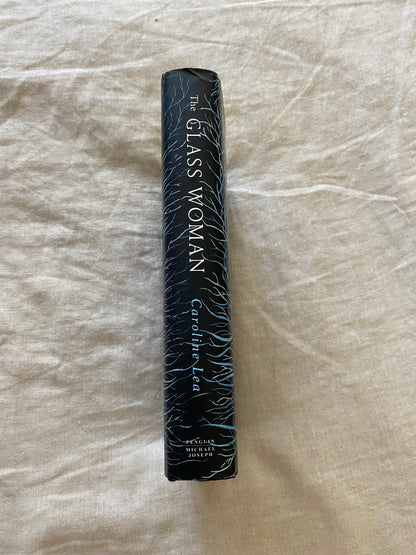 The GLASS WOMAN
Caroline Lea
PENGUIN
MICHAEL
JOSEPH